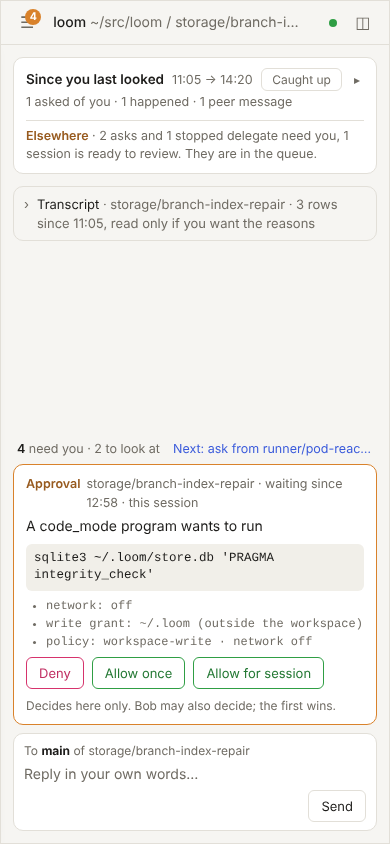 4
loom ~/src/loom / storage/branch-i...
Since you last looked 11:05 → 14:20 Caught up ▸
1 asked of you · 1 happened · 1 peer message
Elsewhere · 2 asks and 1 stopped delegate need you, 1
session is ready to review. They are in the queue.
› Transcript · storage/branch-index-repair · 3 rows
since 11:05, read only if you want the reasons
4 need you · 2 to look at Next: ask from runner/pod-reac...
Approval storage/branch-index-repair · waiting since
12:58 · this session
A code_mode program wants to run
sqlite3 ~/.loom/store.db 'PRAGMA
integrity_check'
• network: off
• write grant: ~/.loom (outside the workspace)
• policy: workspace-write · network off
Deny Allow once Allow for session
Decides here only. Bob may also decide; the first wins.
To main of storage/branch-index-repair
Reply in your own words...
Send